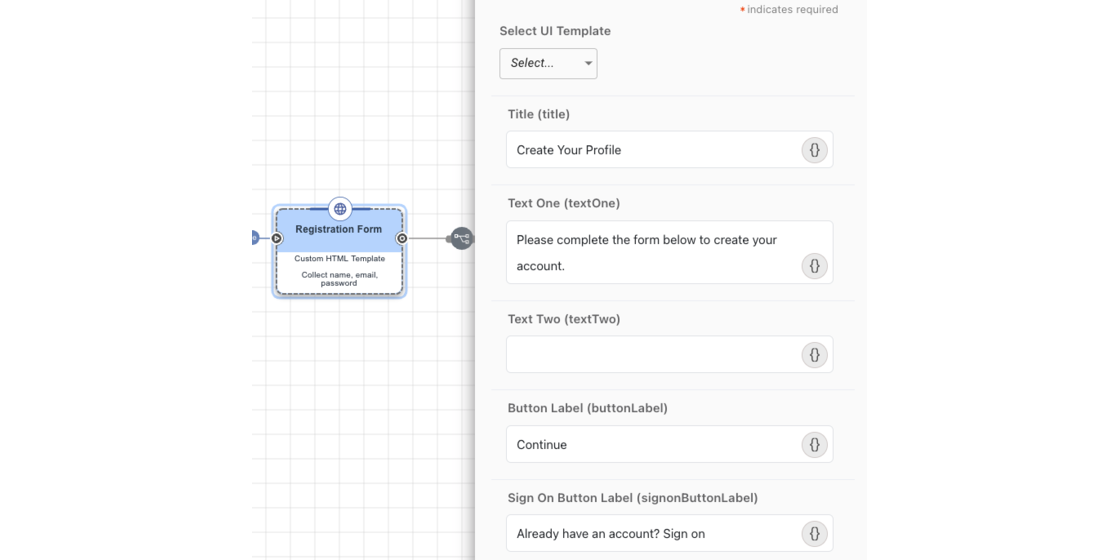 * indicates required
Select UI Template
Select...
Title (title)
Create Your Profile
{}
Text One (textOne)
Please complete the form below to create your
account.
{}
Text Two (textTwo)
{}
Button Label (buttonLabel)
Continue
{}
Sign On Button Label (signonButtonLabel)
Already have an account? Sign on
{}
Registration Form
Custom HTML Template
Collect name, email,
password